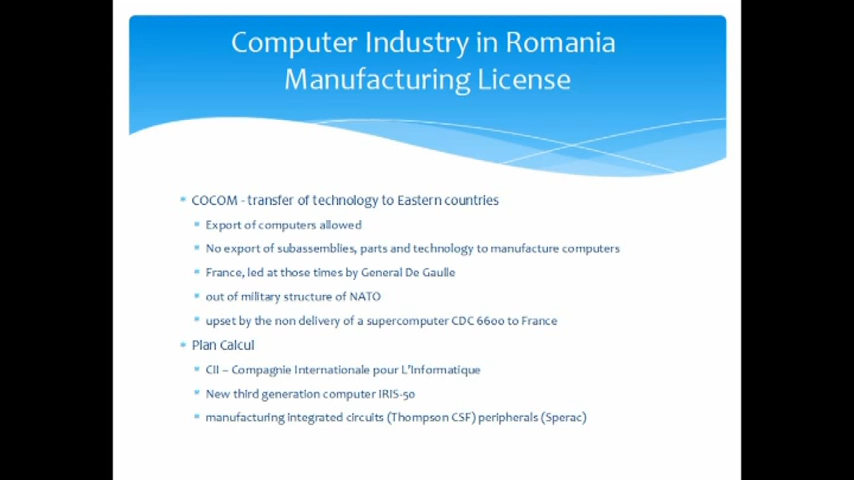 Computer Industry in Romania
Manufacturing License
COCOM - transfer of technology to Eastern countries
Export of computers allowed
No export of subassemblies, parts and technology to manufacture computers
France, led at those times by General De Gaulle
out of military structure of NATO
upset by the non delivery of a supercomputer CDC 6600 to France
Plan Calcul
CII – Compagnie Internationale pour L'Informatique
New third generation computer IRIS-50
manufacturing integrated circuits (Thompson CSF) peripherals (Sperac)